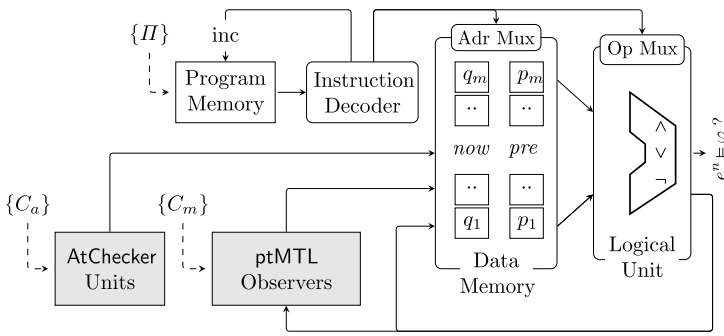 {Π}
inc
Program
Memory
Instruction
Decoder
Adr Mux
Op Mux
q_m p_m
.. ..
now pre
.. ..
q_1 p_1
∧
∨
¬
e^n ⊨ φ ?
{C_a}
{C_m}
AtChecker
Units
ptMTL
Observers
Data
Memory
Logical
Unit